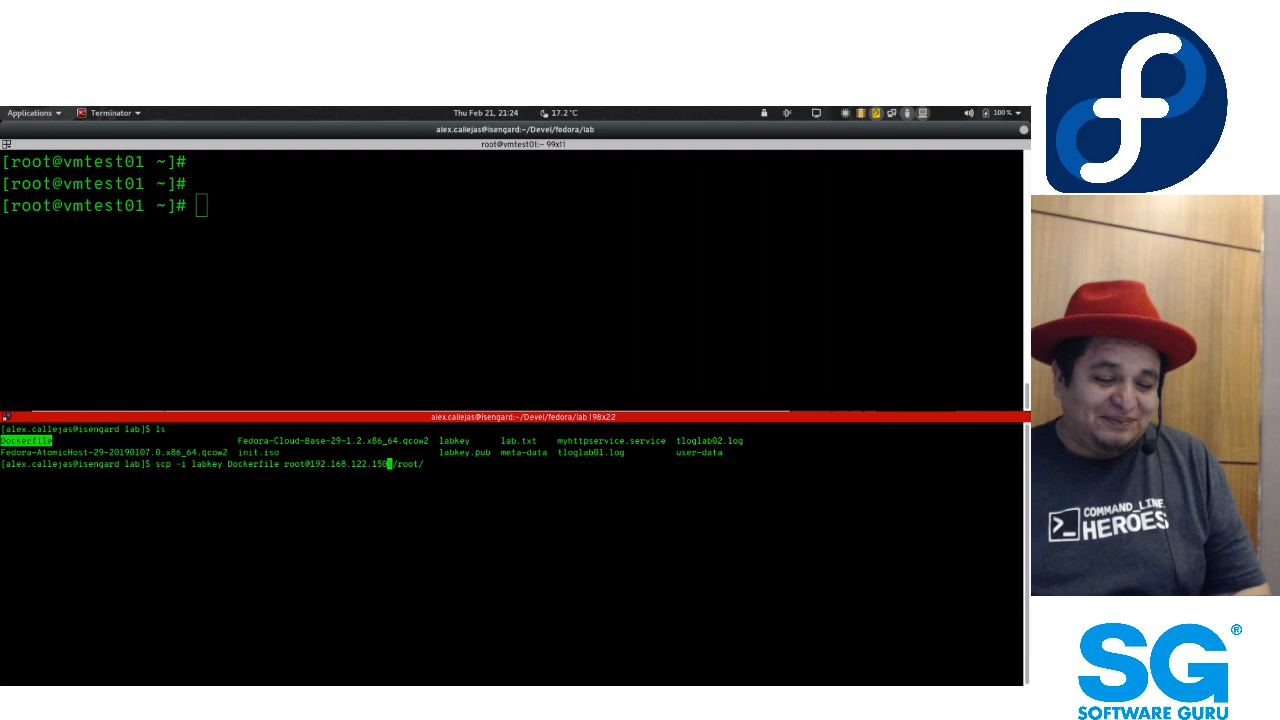 Applications Terminator Thu Feb 21, 21:24 17.2°C 100%
alex.callejas@isengard:~/Devel/fedora/lab
root@vmtest01:~ 99x11
[root@vmtest01 ~]#
[root@vmtest01 ~]#
[root@vmtest01 ~]#
alex.callejas@isengard:~/Devel/fedora/lab 198x22
[alex.callejas@isengard lab]$ ls
Dockerfile Fedora-Cloud-Base-29-1.2.x86_64.qcow2 labkey lab.txt myhttpservice.service tloglab02.log
Fedora-AtomicHost-29-20190107.0.x86_64.qcow2 init.iso labkey.pub meta-data tloglab01.log user-data
[alex.callejas@isengard lab]$ scp -i labkey Dockerfile root@192.168.122.150:/root/
>_ COMMAND_LINE
HEROES
SG®
SOFTWARE GURU